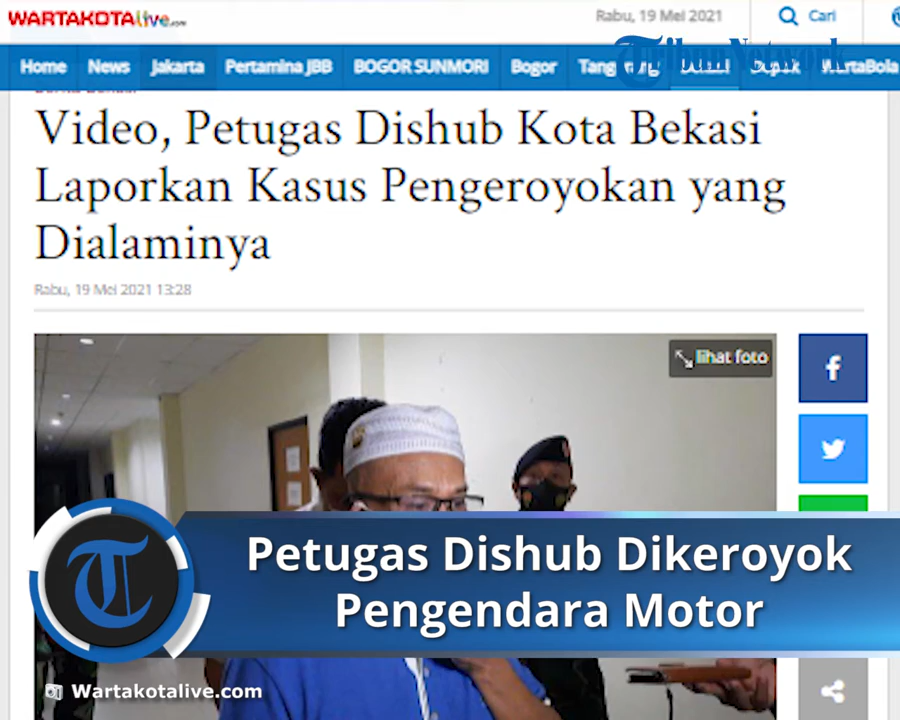 WARTAKOTAlive.com
Rabu, 19 Mei 2021
Cari
Tribun Network
Home News Jakarta Pertamina JBB BOGOR SUNMORI Bogor WartaBola
Video, Petugas Dishub Kota Bekasi
Laporkan Kasus Pengeroyokan yang
Dialaminya
Rabu, 19 Mei 2021 13:28
lihat foto
Petugas Dishub Dikeroyok
Pengendara Motor
Wartakotalive.com